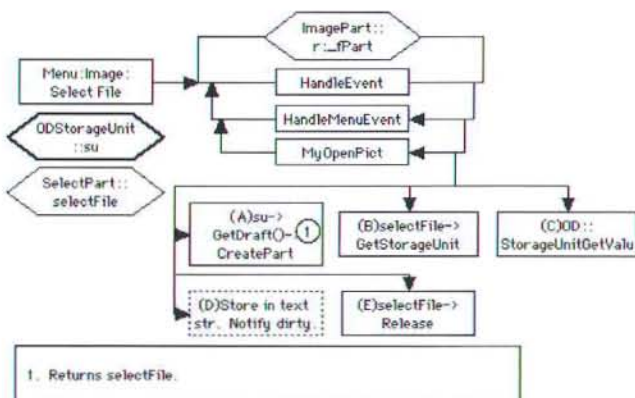 ImagePart::
r:_fPart
Menu:Image:
Select File
HandleEvent
ODStorageUnit
::su
HandleMenuEvent
MyOpenPict
SelectPart::
selectFile
(A)su->
GetDraft()-
CreatePart
1
(B)selectFile->
GetStorageUnit
(C)OD::
StorageUnitGetValu
(D)Store in text
str. Notify dirty.
(E)selectFile->
Release
1. Returns selectFile.